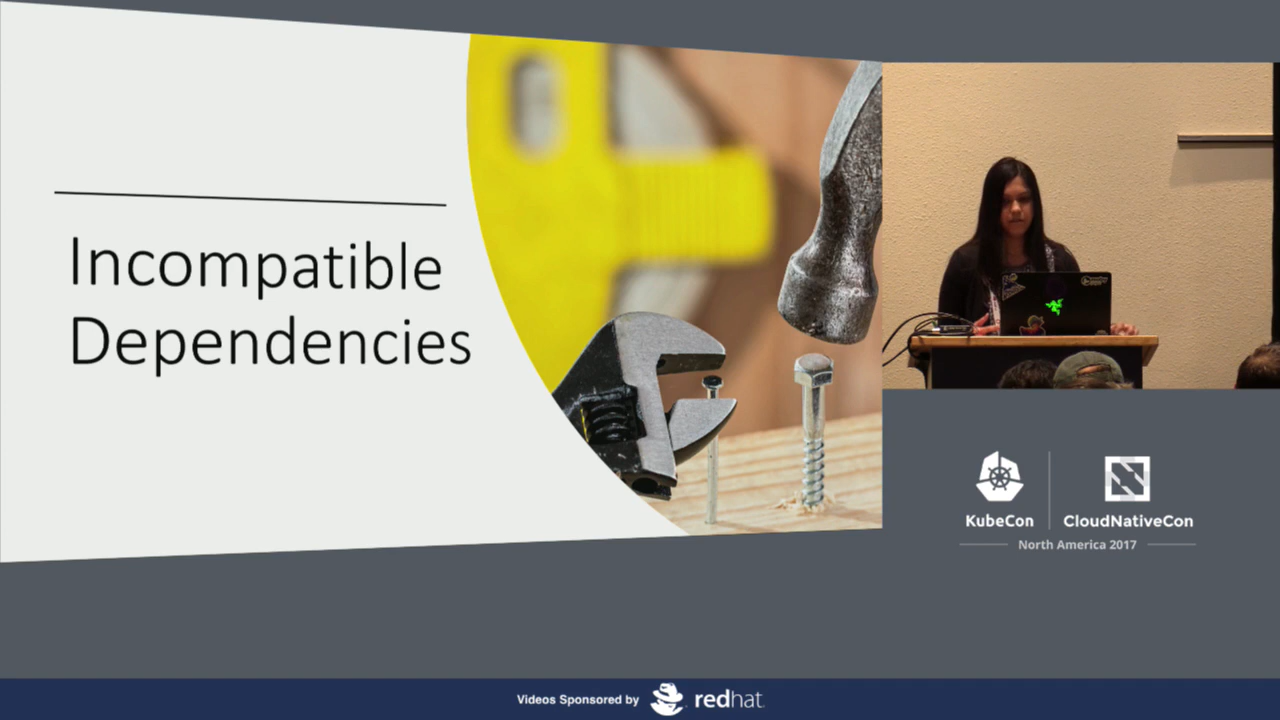 Incompatible
Dependencies
KubeCon
CloudNativeCon
North America 2017
Videos Sponsored by
redhat